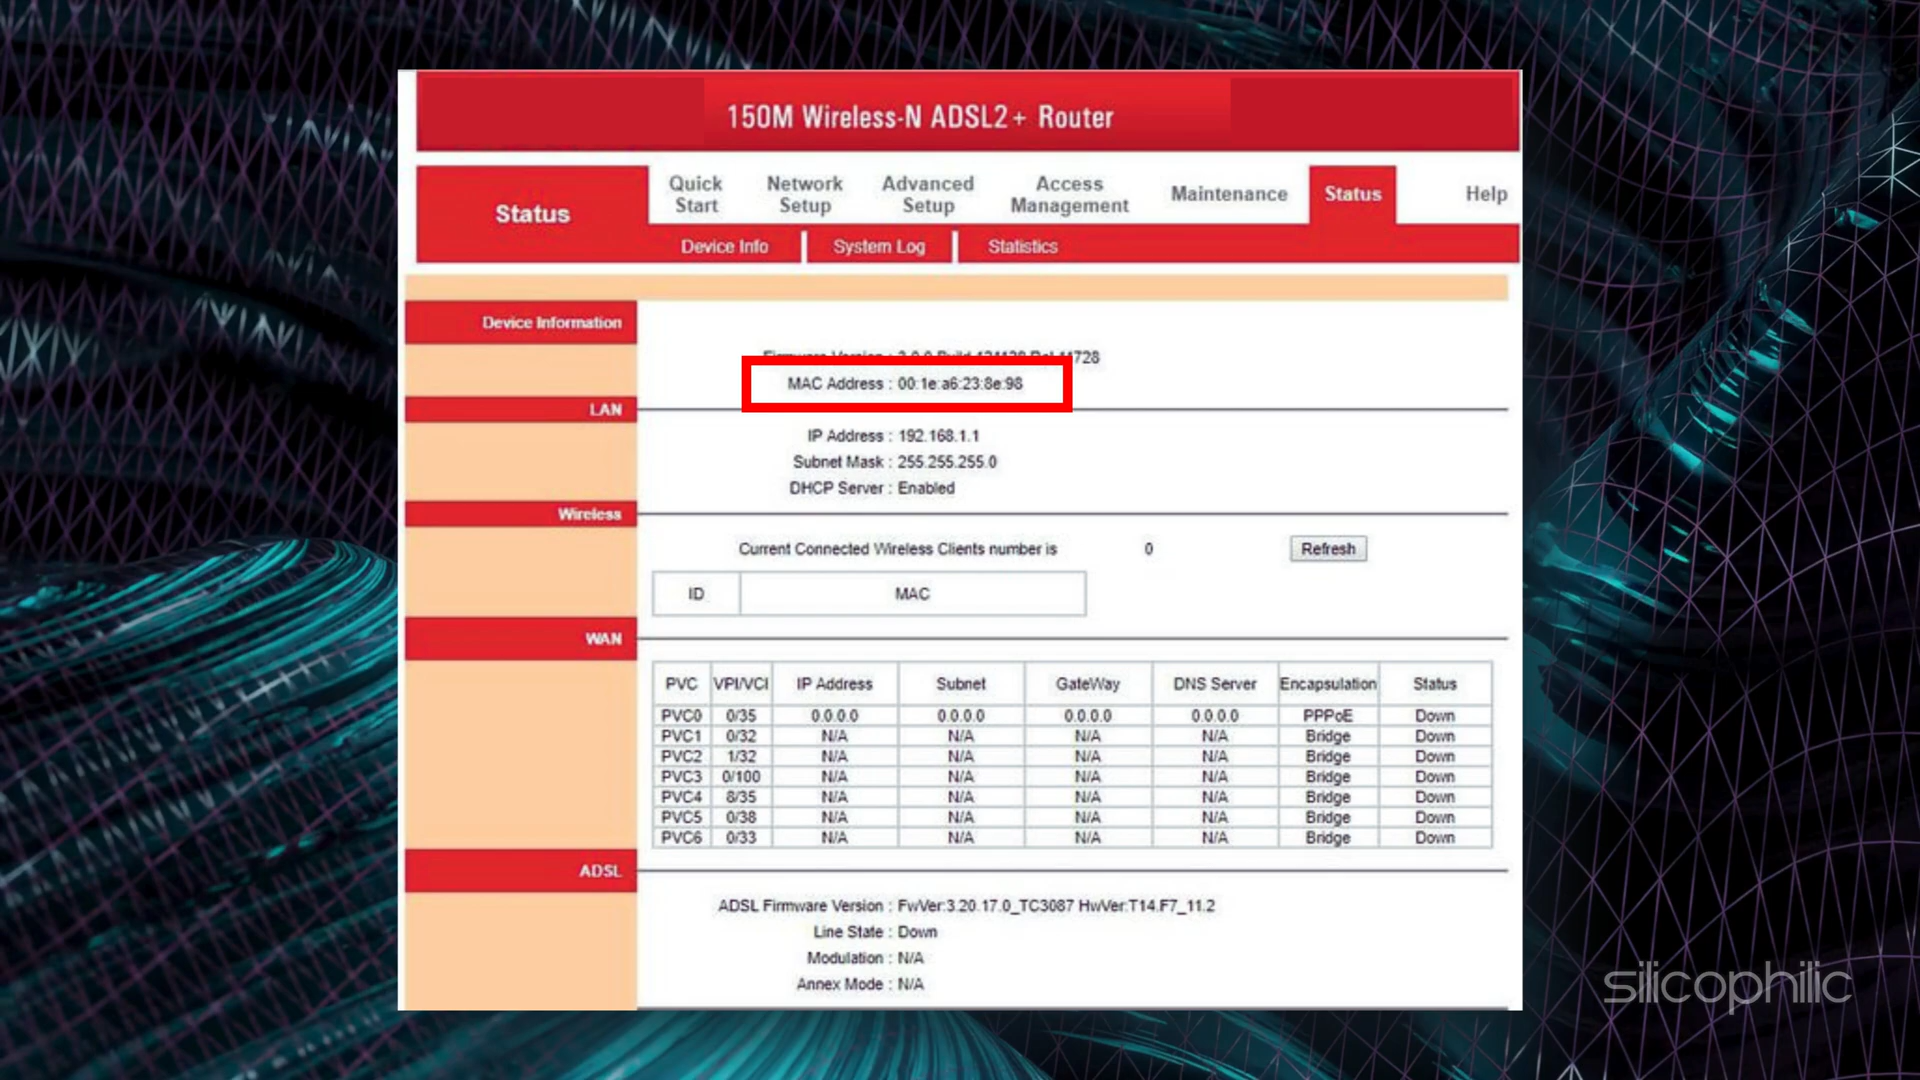 150M Wireless-N ADSL2+ Router
Status
Quick Start
Network Setup
Advanced Setup
Access Management
Maintenance
Status
Help
Device Info
System Log
Statistics
Device Information
Firmware Version :
MAC Address : 00:1e:a6:23:8e:98
LAN
IP Address : 192.168.1.1
Subnet Mask : 255.255.255.0
DHCP Server : Enabled
Wireless
Current Connected Wireless Clients number is 0
Refresh
ID MAC
WAN
PVC VPI/VCI IP Address Subnet GateWay DNS Server Encapsulation Status
PVC0 0/35 0.0.0.0 0.0.0.0 0.0.0.0 0.0.0.0 PPPoE Down
PVC1 0/32 N/A N/A N/A N/A Bridge Down
PVC2 1/32 N/A N/A N/A N/A Bridge Down
PVC3 0/100 N/A N/A N/A N/A Bridge Down
PVC4 8/35 N/A N/A N/A N/A Bridge Down
PVC5 0/38 N/A N/A N/A N/A Bridge Down
PVC6 0/33 N/A N/A N/A N/A Bridge Down
ADSL
ADSL Firmware Version : FwVer:3.20.17.0_TC3087 HwVer:T14.F7_11.2
Line State : Down
Modulation : N/A
Annex Mode : N/A
silicophilic